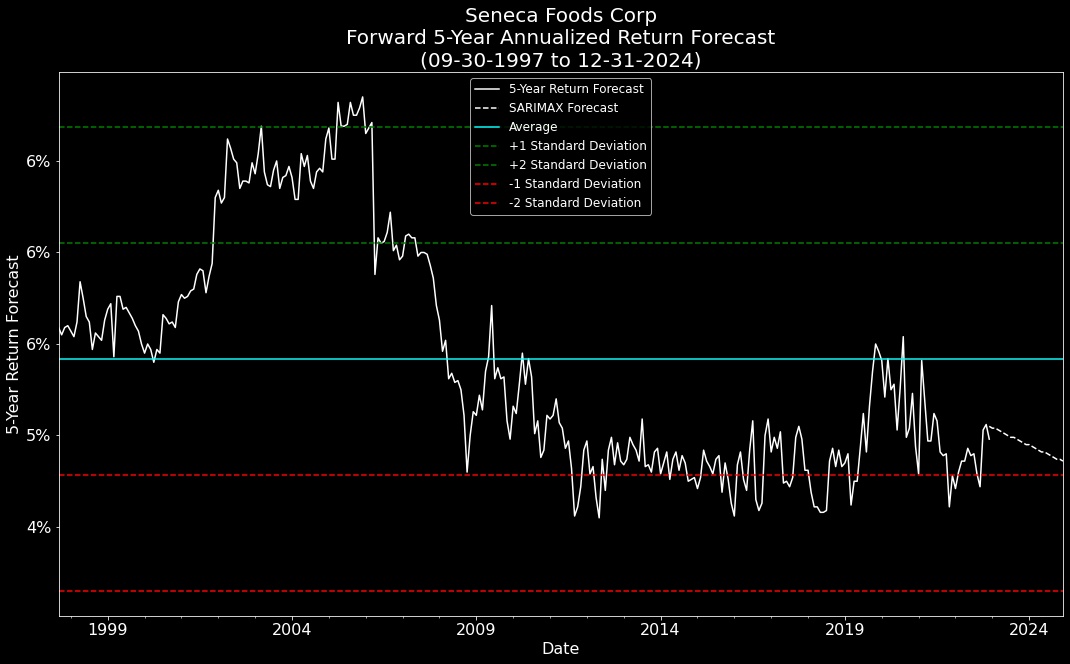 Seneca Foods Corp
Forward 5-Year Annualized Return Forecast
(09-30-1997 to 12-31-2024)
5-Year Return Forecast
SARIMAX Forecast
Average
+1 Standard Deviation
+2 Standard Deviation
-1 Standard Deviation
-2 Standard Deviation
5-Year Return Forecast
6%
6%
6%
5%
4%
1999 2004 2009 2014 2019 2024
Date